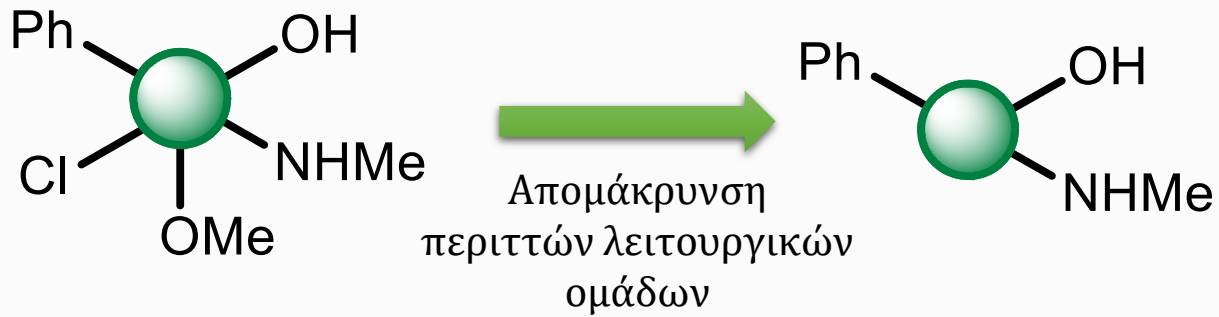 Ph
OH
Cl
NHMe
OMe
Απομάκρυνση
περιττών λειτουργικών
ομάδων
Ph
OH
NHMe